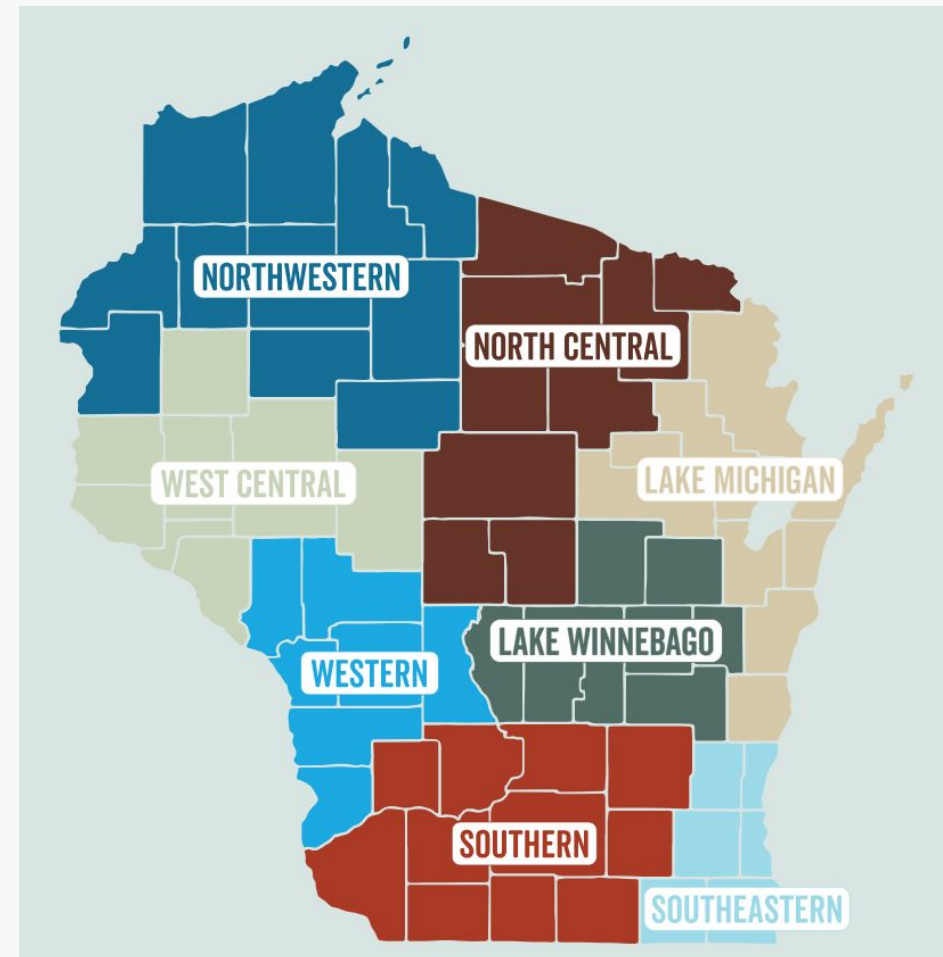 NORTHWESTERN
NORTH CENTRAL
WEST CENTRAL
LAKE MICHIGAN
LAKE WINNEBAGO
WESTERN
SOUTHERN
SOUTHEASTERN